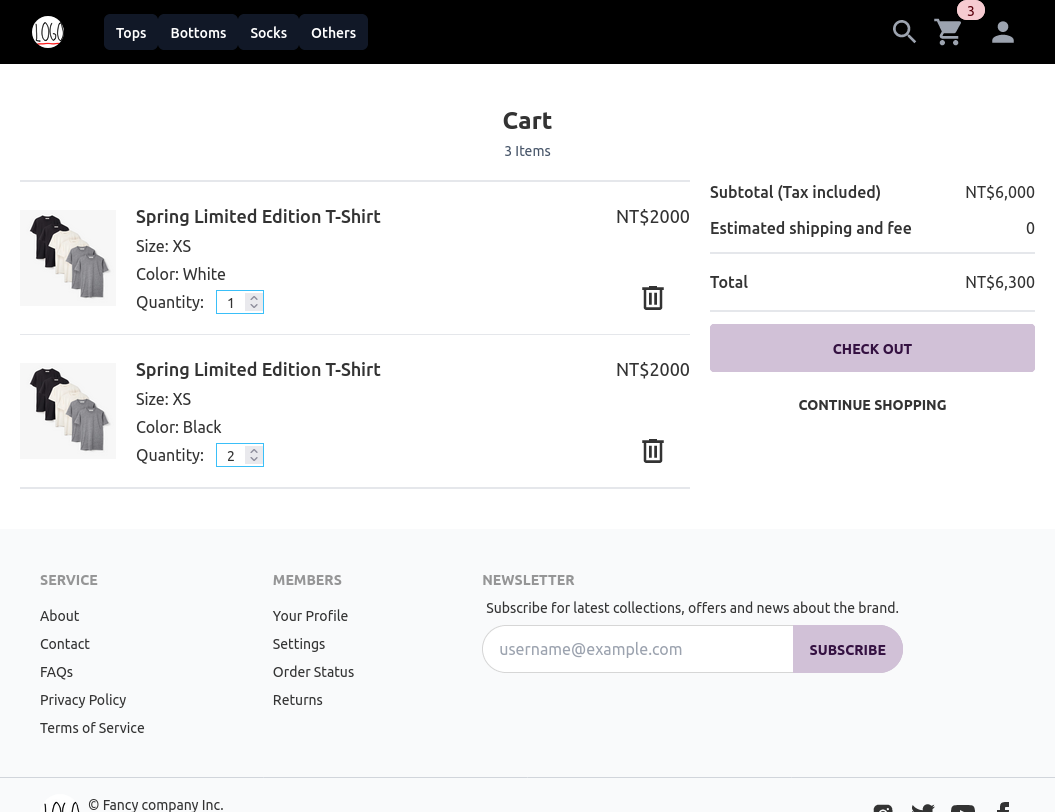 LOGO
Tops Bottoms Socks Others
3
Cart
3 Items
Spring Limited Edition T-Shirt NT$2000
Size: XS
Color: White
Quantity: 1
Spring Limited Edition T-Shirt NT$2000
Size: XS
Color: Black
Quantity: 2
Subtotal (Tax included) NT$6,000
Estimated shipping and fee 0
Total NT$6,300
CHECK OUT
CONTINUE SHOPPING
SERVICE
About
Contact
FAQs
Privacy Policy
Terms of Service
MEMBERS
Your Profile
Settings
Order Status
Returns
NEWSLETTER
Subscribe for latest collections, offers and news about the brand.
username@example.com SUBSCRIBE
LOGO © Fancy company Inc.